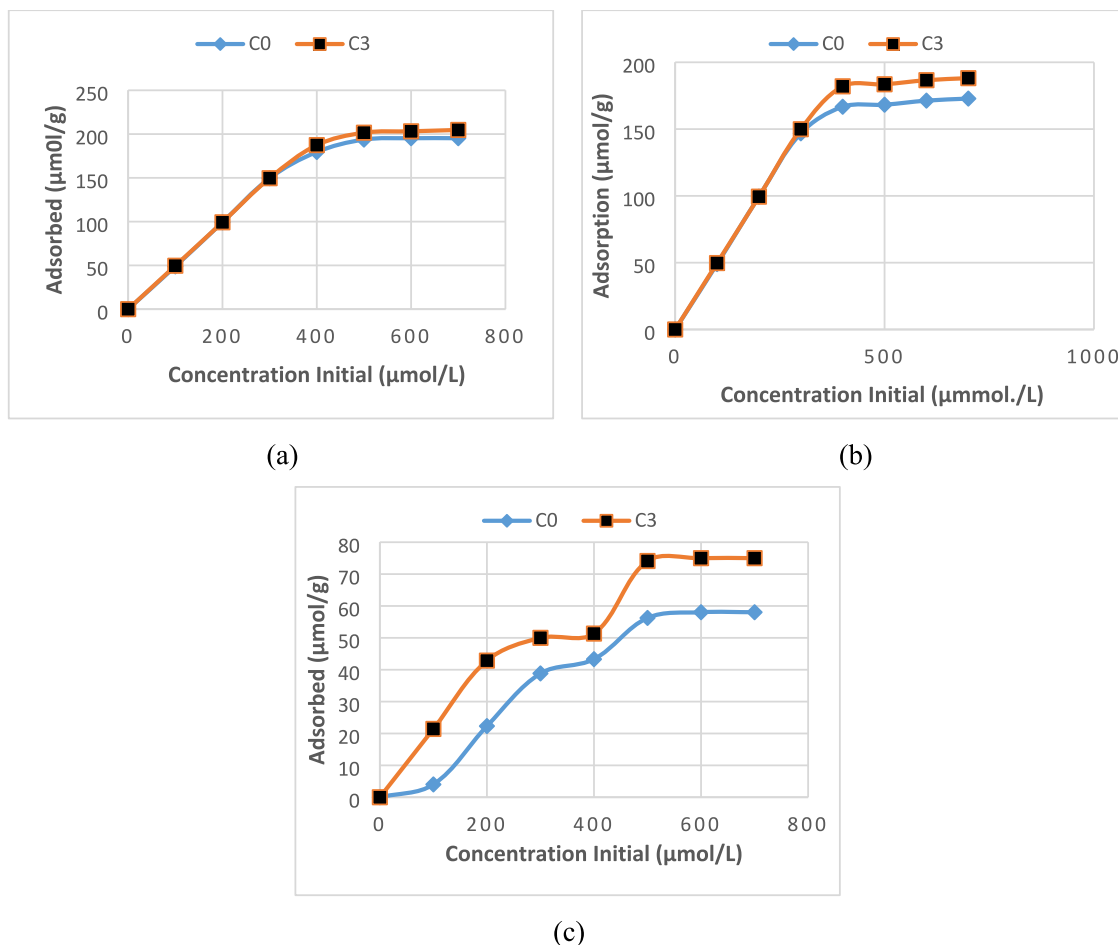 C0 C3
250
200
150
100
50
0
0 200 400 600 800
Adsorbed (µm0l/g)
Concentration Initial (µmol/L)
(a)
C0 C3
200
150
100
50
0
0 500 1000
Adsorption (µmol/g)
Concentration Initial (µmmol./L)
(b)
C0 C3
80
70
60
50
40
30
20
10
0
0 200 400 600 800
Adsorbed (µmol/g)
Concentration Initial (µmol/L)
(c)